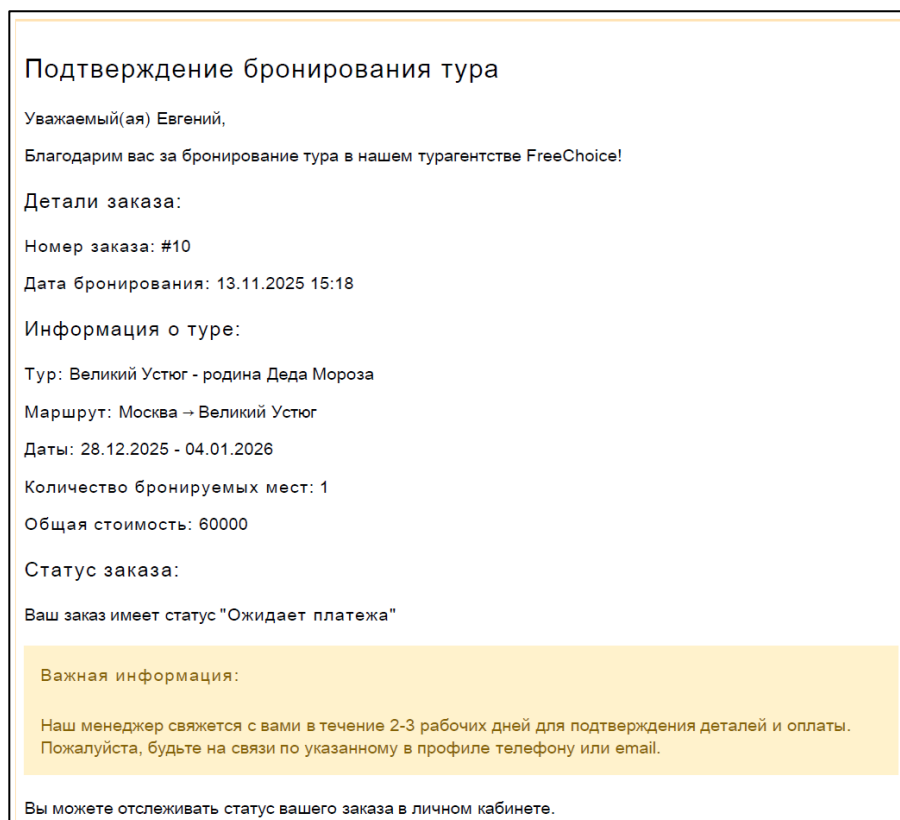 Подтверждение бронирования тура
Уважаемый(ая) Евгений,
Благодарим вас за бронирование тура в нашем турагентстве FreeChoice!
Детали заказа:
Номер заказа: #10
Дата бронирования: 13.11.2025 15:18
Информация о туре:
Тур: Великий Устюг - родина Деда Мороза
Маршрут: Москва → Великий Устюг
Даты: 28.12.2025 - 04.01.2026
Количество бронируемых мест: 1
Общая стоимость: 60000
Статус заказа:
Ваш заказ имеет статус "Ожидает платежа"
Важная информация:
Наш менеджер свяжется с вами в течение 2-3 рабочих дней для подтверждения деталей и оплаты.
Пожалуйста, будьте на связи по указанному в профиле телефону или email.
Вы можете отслеживать статус вашего заказа в личном кабинете.